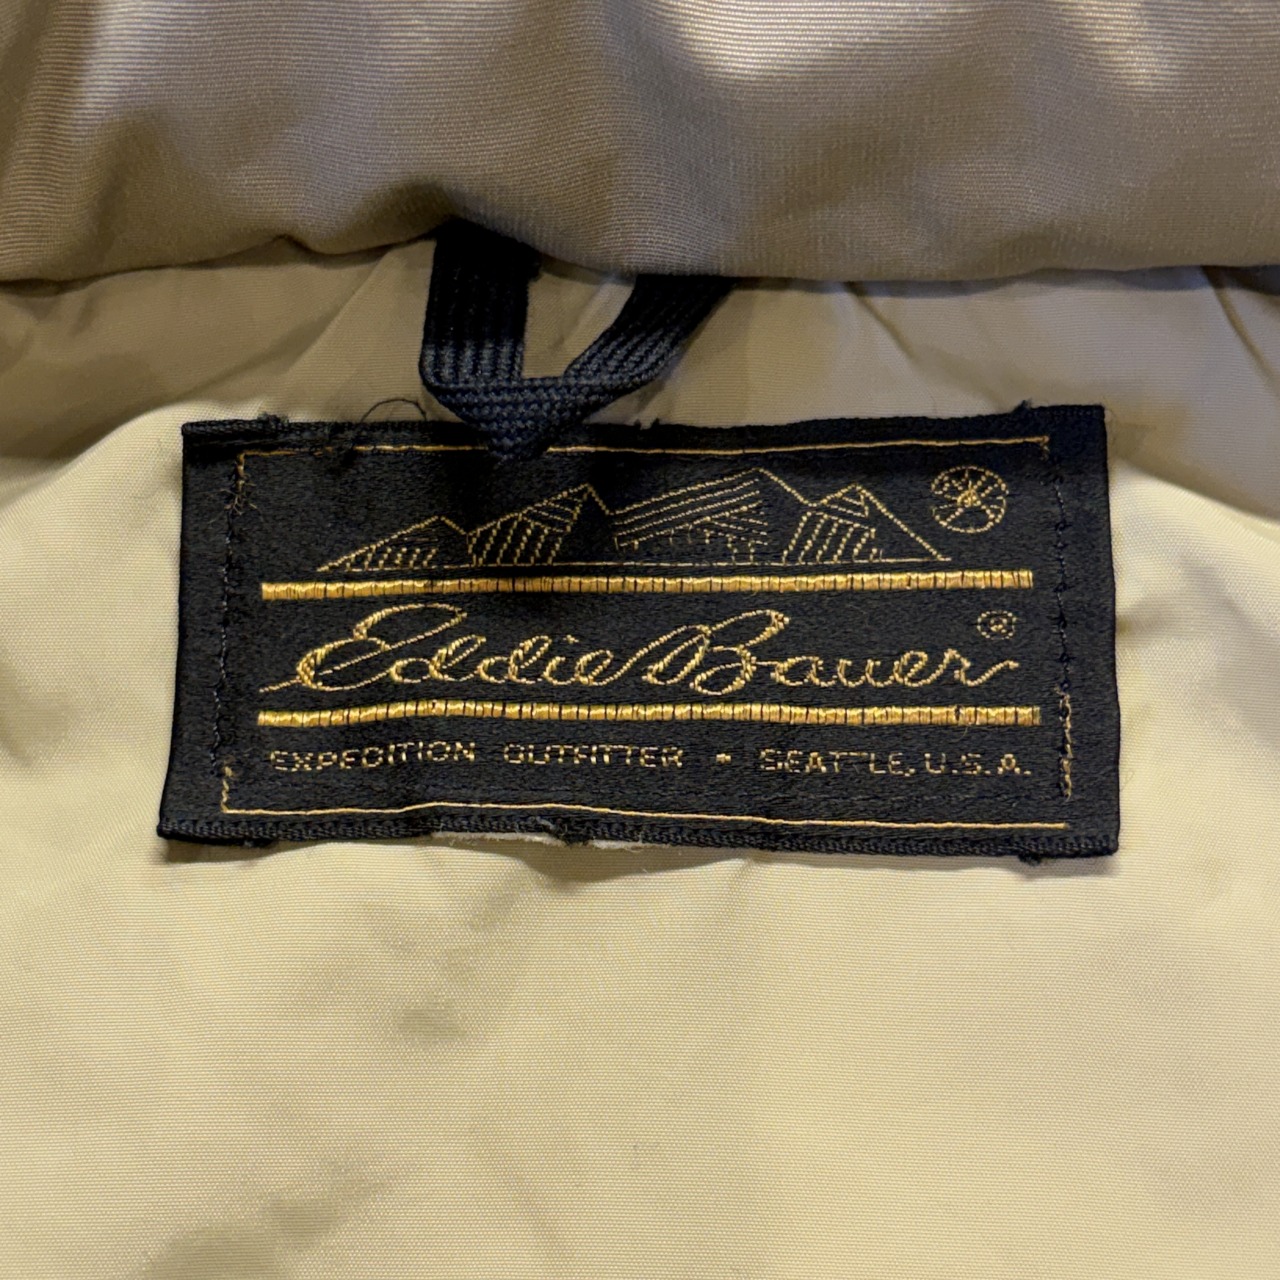 Eddie Bauer ®
EXPEDITION OUTFITTER • SEATTLE, U.S.A.